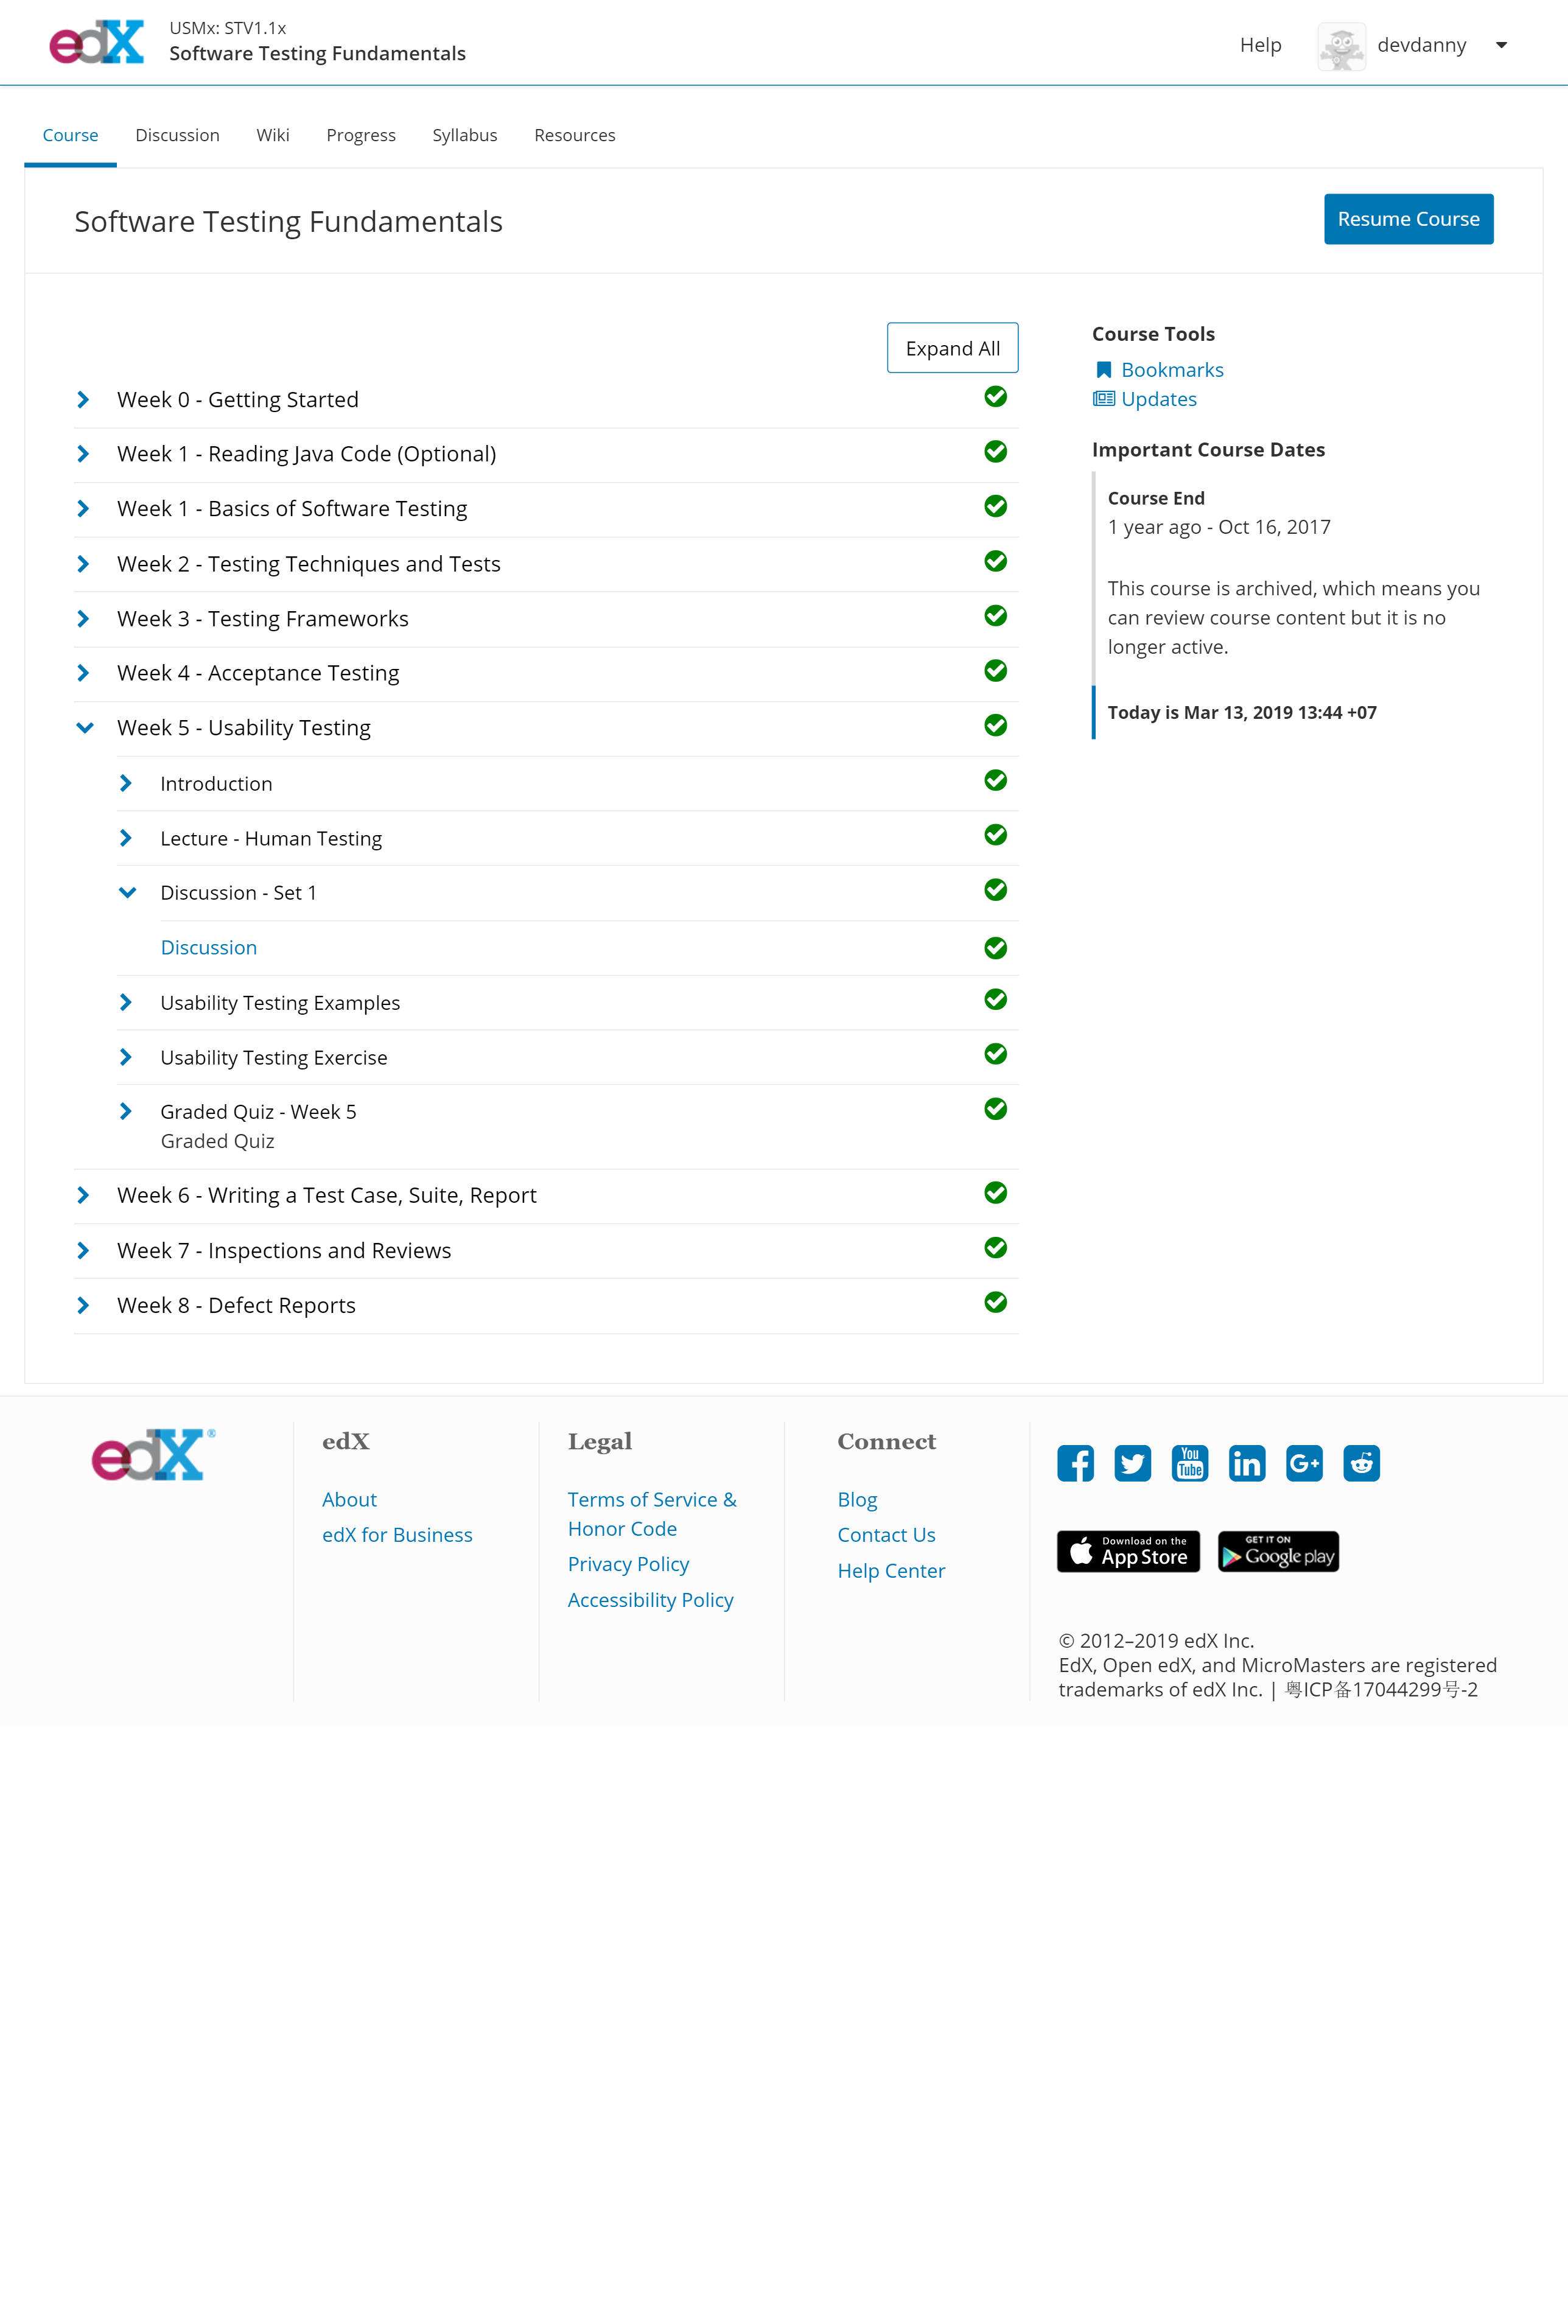 edX
USMx: STV1.1x
Software Testing Fundamentals
Help
devdanny
Course
Discussion
Wiki
Progress
Syllabus
Resources
Software Testing Fundamentals
Resume Course
Expand All
Week 0 - Getting Started
Week 1 - Reading Java Code (Optional)
Week 1 - Basics of Software Testing
Week 2 - Testing Techniques and Tests
Week 3 - Testing Frameworks
Week 4 - Acceptance Testing
Week 5 - Usability Testing
Introduction
Lecture - Human Testing
Discussion - Set 1
Discussion
Usability Testing Examples
Usability Testing Exercise
Graded Quiz - Week 5
Graded Quiz
Week 6 - Writing a Test Case, Suite, Report
Week 7 - Inspections and Reviews
Week 8 - Defect Reports
Course Tools
Bookmarks
Updates
Important Course Dates
Course End
1 year ago - Oct 16, 2017
This course is archived, which means you
can review course content but it is no
longer active.
Today is Mar 13, 2019 13:44 +07
edX®
edX
About
edX for Business
Legal
Terms of Service &
Honor Code
Privacy Policy
Accessibility Policy
Connect
Blog
Contact Us
Help Center
You
Tube
in
G+
Download on the
App Store
GET IT ON
Google play
© 2012–2019 edX Inc.
EdX, Open edX, and MicroMasters are registered
trademarks of edX Inc. | 粤ICP备17044299号-2